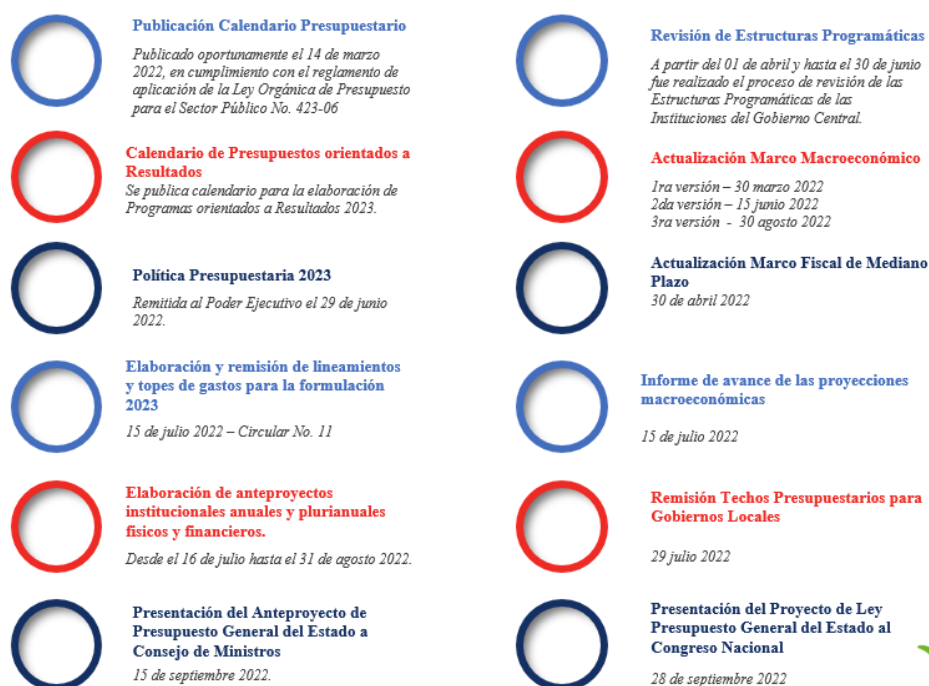 Publicación Calendario Presupuestario
Publicado oportunamente el 14 de marzo
2022, en cumplimiento con el reglamento de
aplicación de la Ley Orgánica de Presupuesto
para el Sector Público No. 423-06
Calendario de Presupuestos orientados a
Resultados
Se publica calendario para la elaboración de
Programas orientados a Resultados 2023.
Política Presupuestaria 2023
Remitida al Poder Ejecutivo el 29 de junio
2022.
Elaboración y remisión de lineamientos
y topes de gastos para la formulación
2023
15 de julio 2022 – Circular No. 11
Elaboración de anteproyectos
institucionales anuales y plurianuales
físicos y financieros.
Desde el 16 de julio hasta el 31 de agosto 2022.
Presentación del Anteproyecto de
Presupuesto General del Estado a
Consejo de Ministros
15 de septiembre 2022.
Revisión de Estructuras Programáticas
A partir del 01 de abril y hasta el 30 de junio
fue realizado el proceso de revisión de las
Estructuras Programáticas de las
Instituciones del Gobierno Central.
Actualización Marco Macroeconómico
1ra versión – 30 marzo 2022
2da versión – 15 junio 2022
3ra versión - 30 agosto 2022
Actualización Marco Fiscal de Mediano
Plazo
30 de abril 2022
Informe de avance de las proyecciones
macroeconómicas
15 de julio 2022
Remisión Techos Presupuestarios para
Gobiernos Locales
29 julio 2022
Presentación del Proyecto de Ley
Presupuesto General del Estado al
Congreso Nacional
28 de septiembre 2022